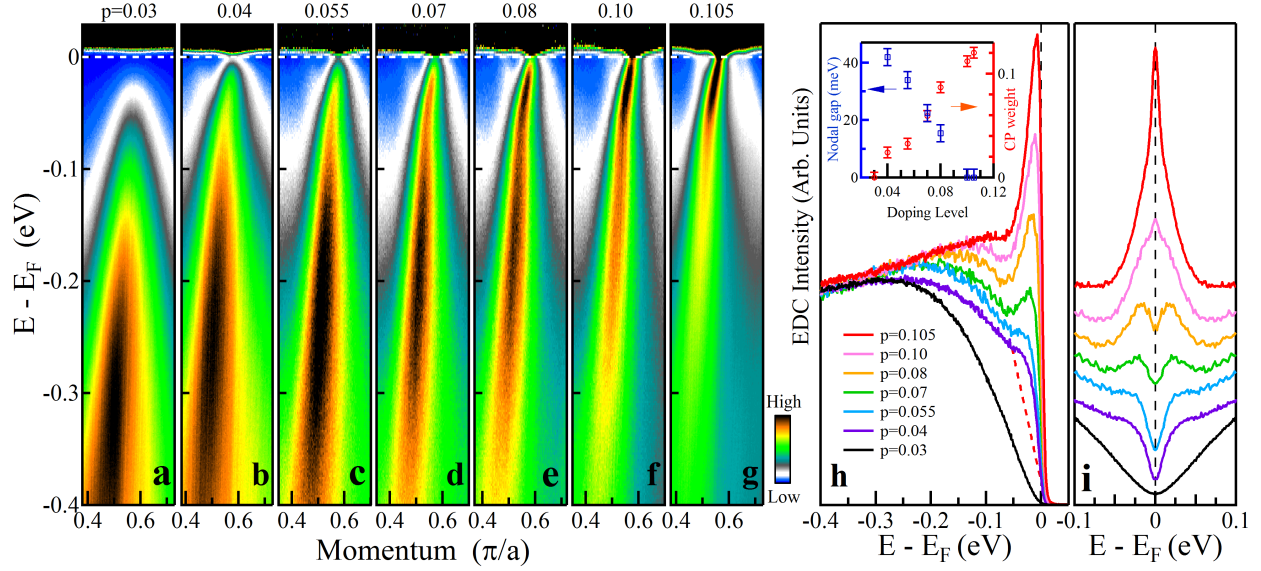 p=0.03 0.04 0.055 0.07 0.08 0.10 0.105
0
-0.1
-0.2
-0.3
-0.4
E - E_F (eV)
a b c d e f g
High
Low
0.4 0.6 0.4 0.6 0.4 0.6 0.4 0.6 0.4 0.6 0.4 0.6 0.4 0.6
Momentum (π/a)
EDC Intensity (Arb. Units)
40
20
0
Nodal gap (meV)
0.1
0
CP weight
0.04 0.08 0.12
Doping Level
p=0.105
p=0.10
p=0.08
p=0.07
p=0.055
p=0.04
p=0.03
h
-0.4 -0.3 -0.2 -0.1 0
E - E_F (eV)
i
-0.1 0 0.1
E - E_F (eV)